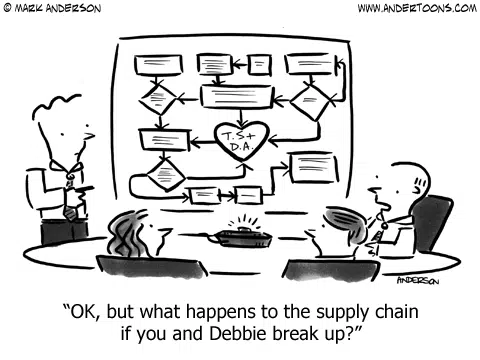 © MARK ANDERSON
WWW.ANDERTOONS.COM
T.S+
D.A.
ANDERSON
“OK, but what happens to the supply chain
if you and Debbie break up?”